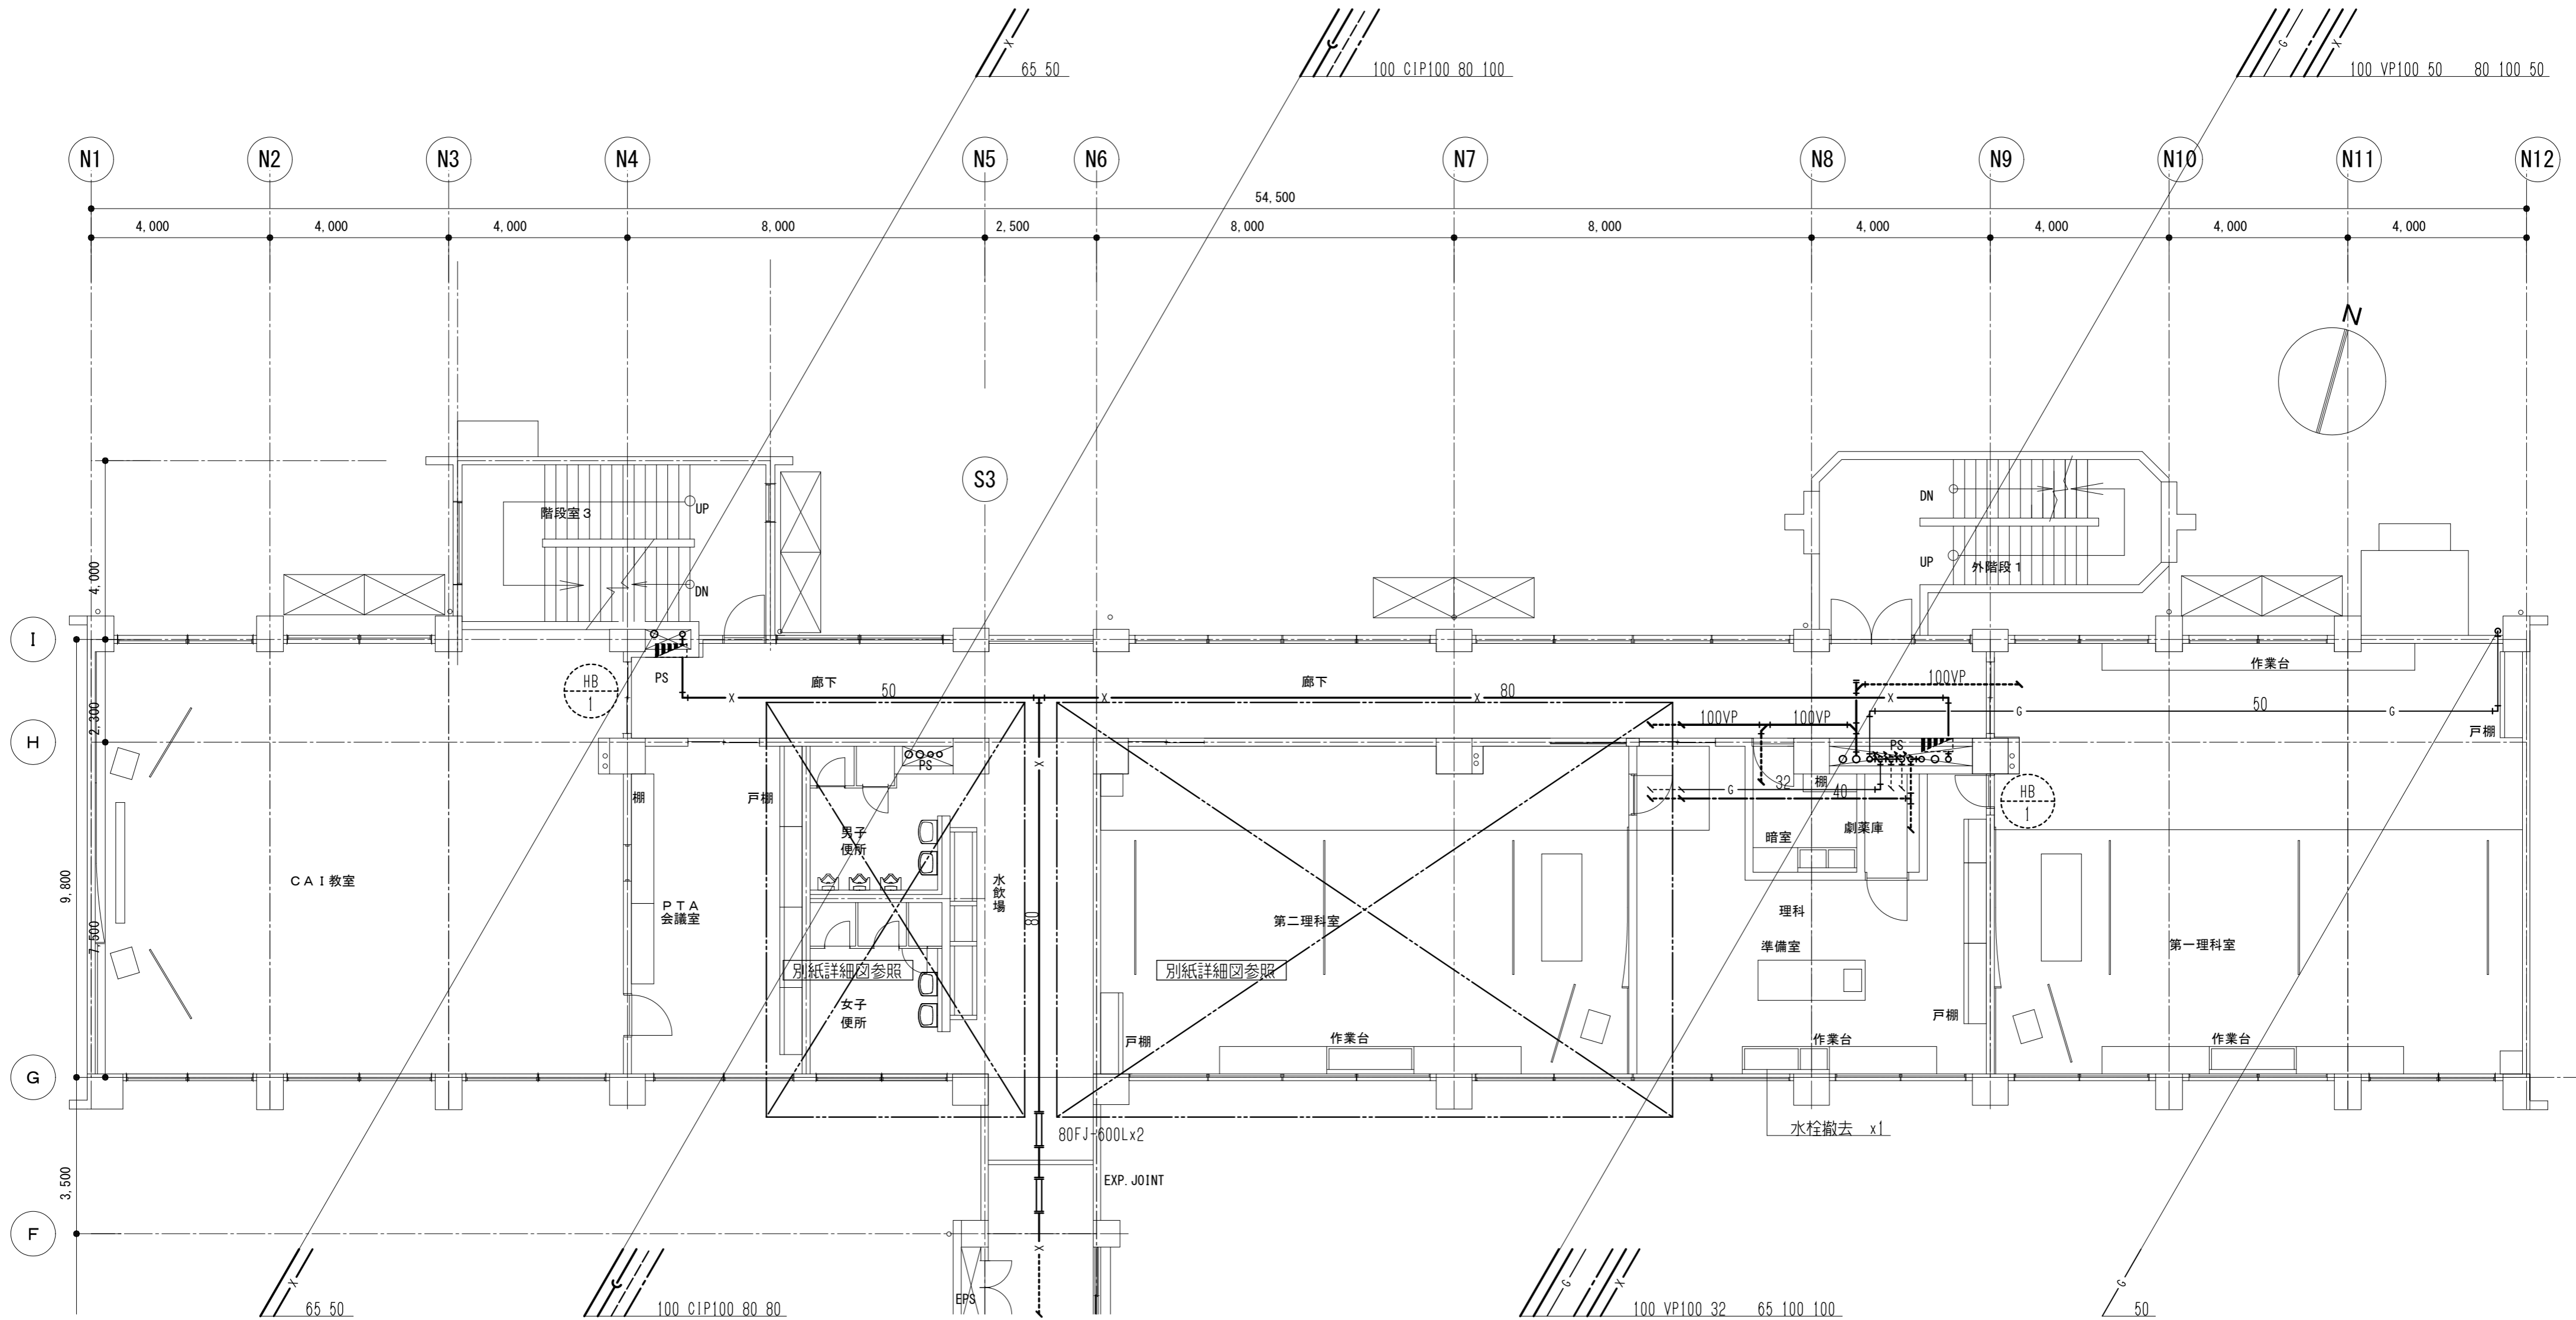 X
65 50
C
100 CIP100 80 100
G
X
100 VP100 50 80 100 50
N1
N2
N3
N4
N5
N6
N7
N8
N9
N10
N11
N12
54,500
4,000
4,000
4,000
8,000
2,500
8,000
8,000
4,000
4,000
4,000
4,000
N
S3
階段室3
UP
DN
DN
UP
外階段1
4,000
I
2,300
H
9,800
7,500
G
3,500
F
HB
1
PS
廊下
50
X
X
廊下
X
80
X
100VP
100VP
100VP
作業台
G
50
G
戸棚
PS
PS
X
棚
戸棚
男子
便所
G
32
棚
40
暗室
劇薬庫
HB
1
CAI教室
PTA
会議室
水飲場
80
第二理科室
理科
準備室
第一理科室
別紙詳細図参照
別紙詳細図参照
女子
便所
戸棚
作業台
戸棚
作業台
作業台
80FJ-600Lx2
水栓撤去 x1
EXP.JOINT
X
EPS
X
65 50
C
100 CIP100 80 80
G
X
100 VP100 32 65 100 100
G
50